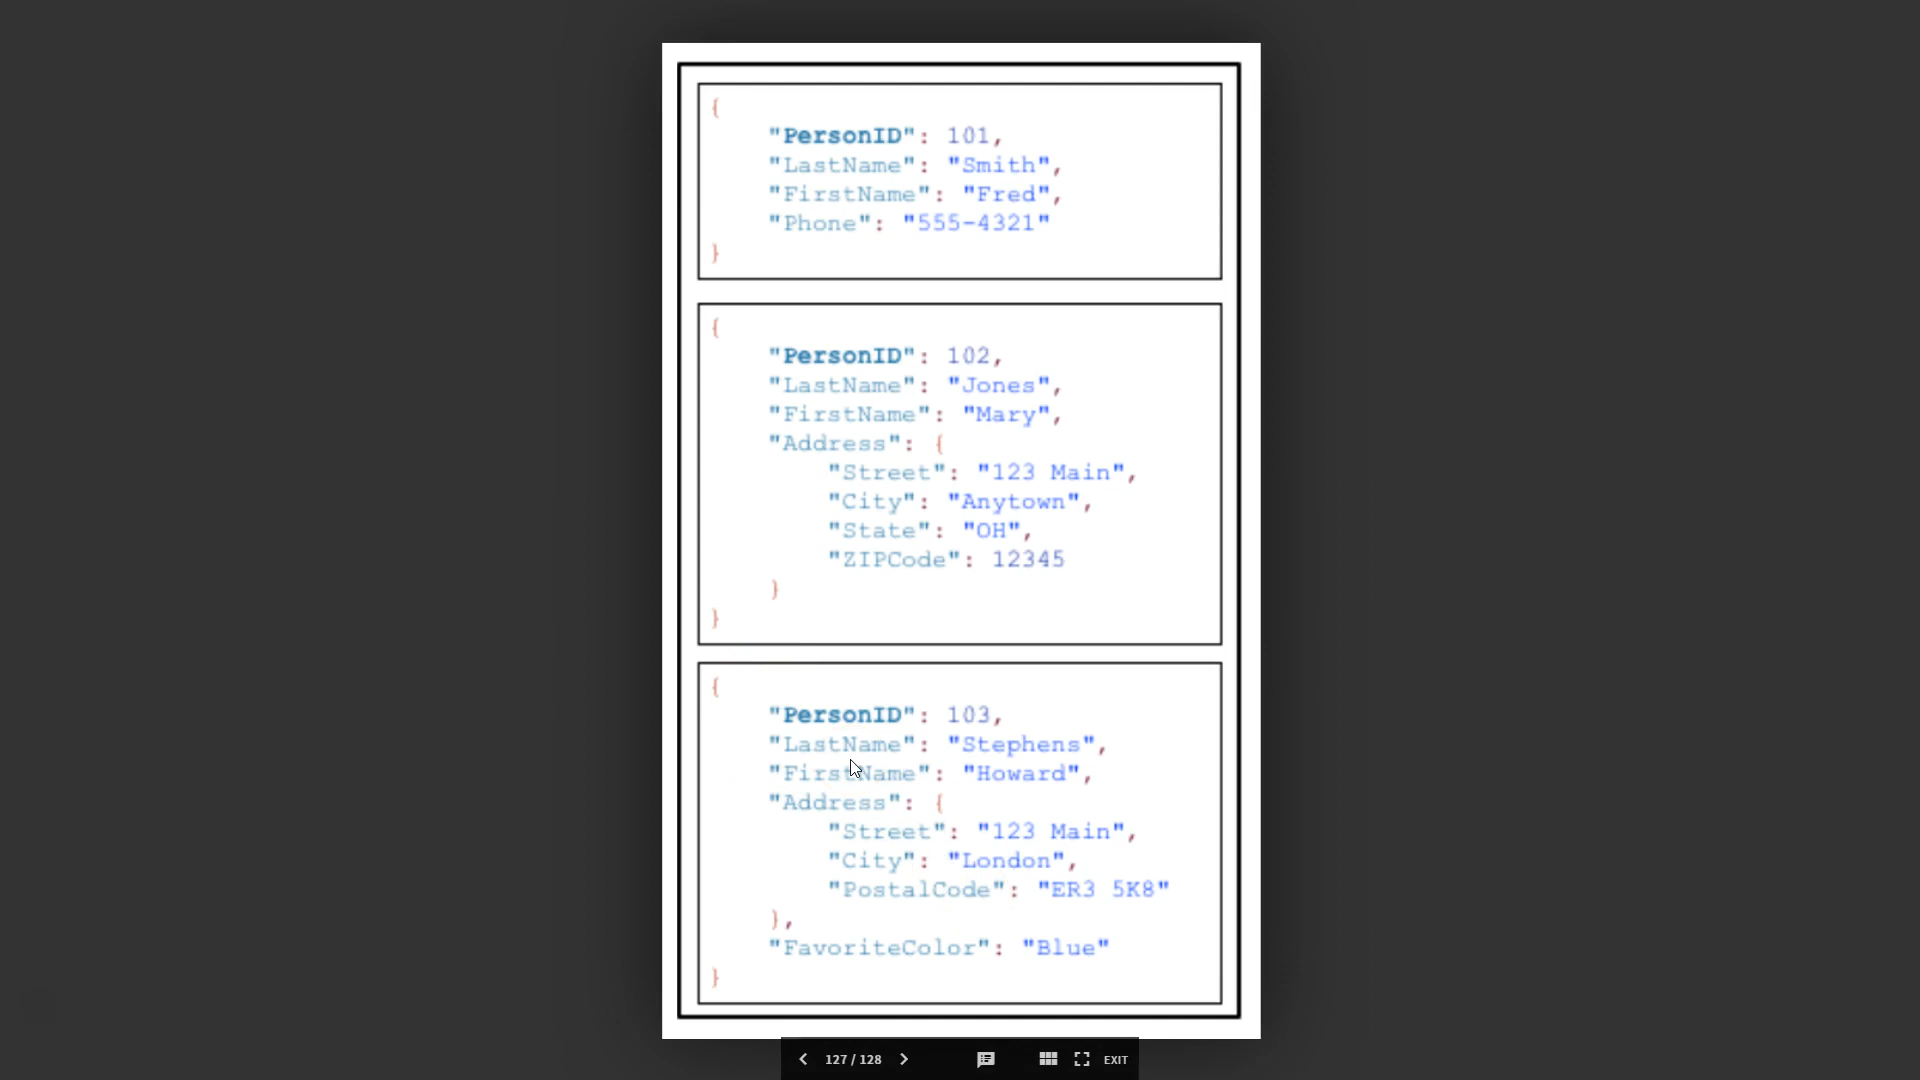 {
"PersonID": 101,
"LastName": "Smith",
"FirstName": "Fred",
"Phone": "555-4321"
}
{
"PersonID": 102,
"LastName": "Jones",
"FirstName": "Mary",
"Address": {
"Street": "123 Main",
"City": "Anytown",
"State": "OH",
"ZIPCode": 12345
}
}
{
"PersonID": 103,
"LastName": "Stephens",
"FirstName": "Howard",
"Address": {
"Street": "123 Main",
"City": "London",
"PostalCode": "ER3 5K8"
},
"FavoriteColor": "Blue"
}
127 / 128 EXIT